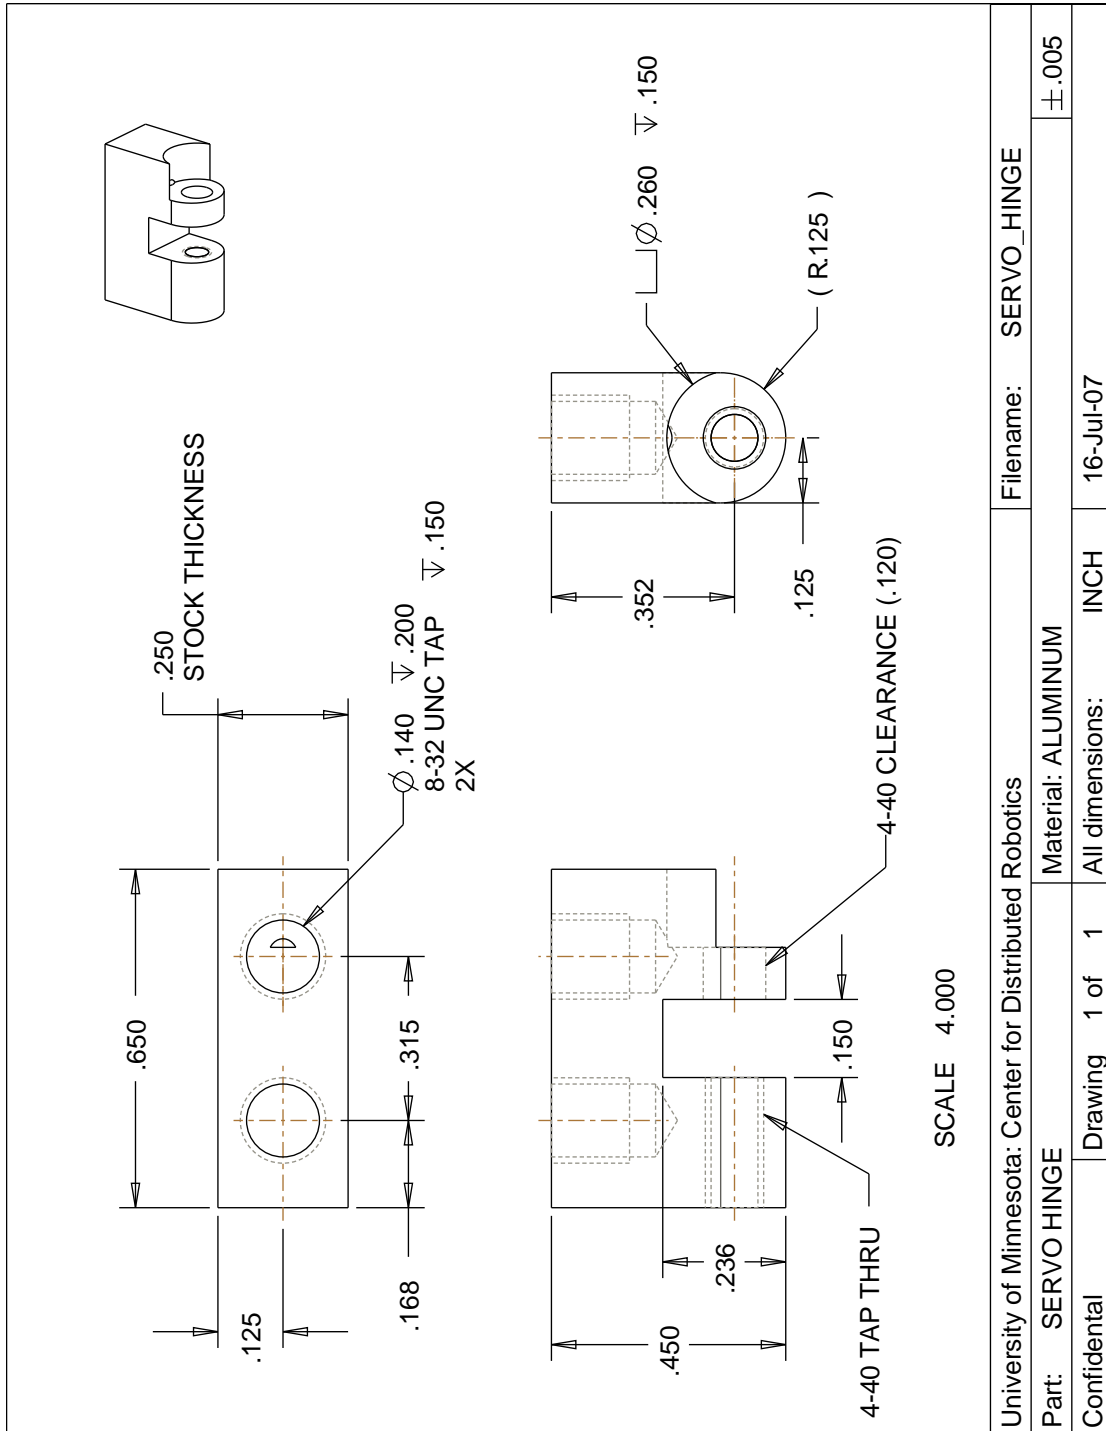 .650
.315
.168
.125
.250
STOCK THICKNESS
∅.140 ↧.200
8-32 UNC TAP ↧.150
2X
.450
.236
.150
4-40 TAP THRU
4-40 CLEARANCE (.120)
.352
.125
⌴∅.260 ↧.150
( R.125 )
SCALE 4.000
University of Minnesota: Center for Distributed Robotics
Filename: SERVO_HINGE
Part: SERVO HINGE
Material: ALUMINUM
±.005
Confidental
Drawing 1 of 1
All dimensions: INCH
16-Jul-07